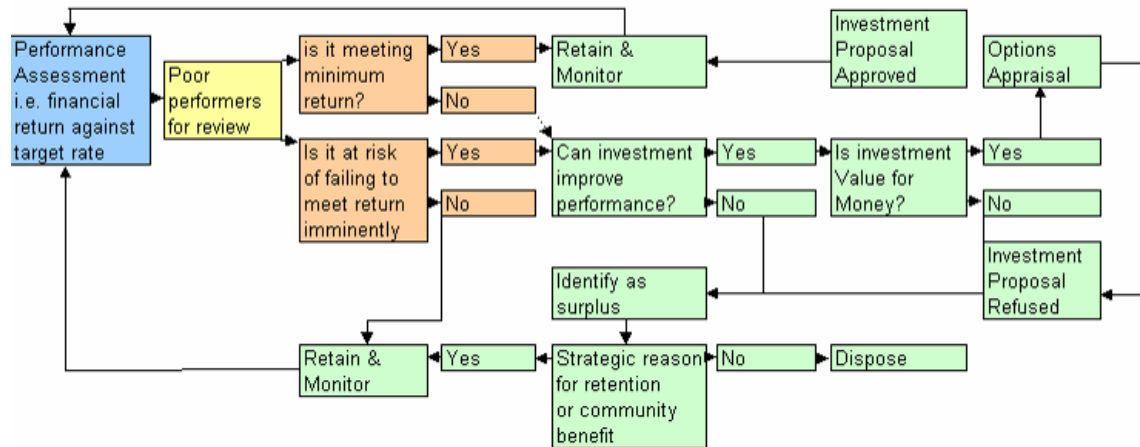 Performance
Assessment
i.e. financial
return against
target rate
Poor
performers
for review
is it meeting
minimum
return?
Yes
No
Is it at risk
of failing to
meet return
imminently
Yes
No
Retain &
Monitor
Can investment
improve
performance?
Yes
No
Investment
Proposal
Approved
Is investment
Value for
Money?
Options
Appraisal
Yes
No
Investment
Proposal
Refused
Identify as
surplus
Retain &
Monitor
Yes
Strategic reason
for retention
or community
benefit
No
Dispose